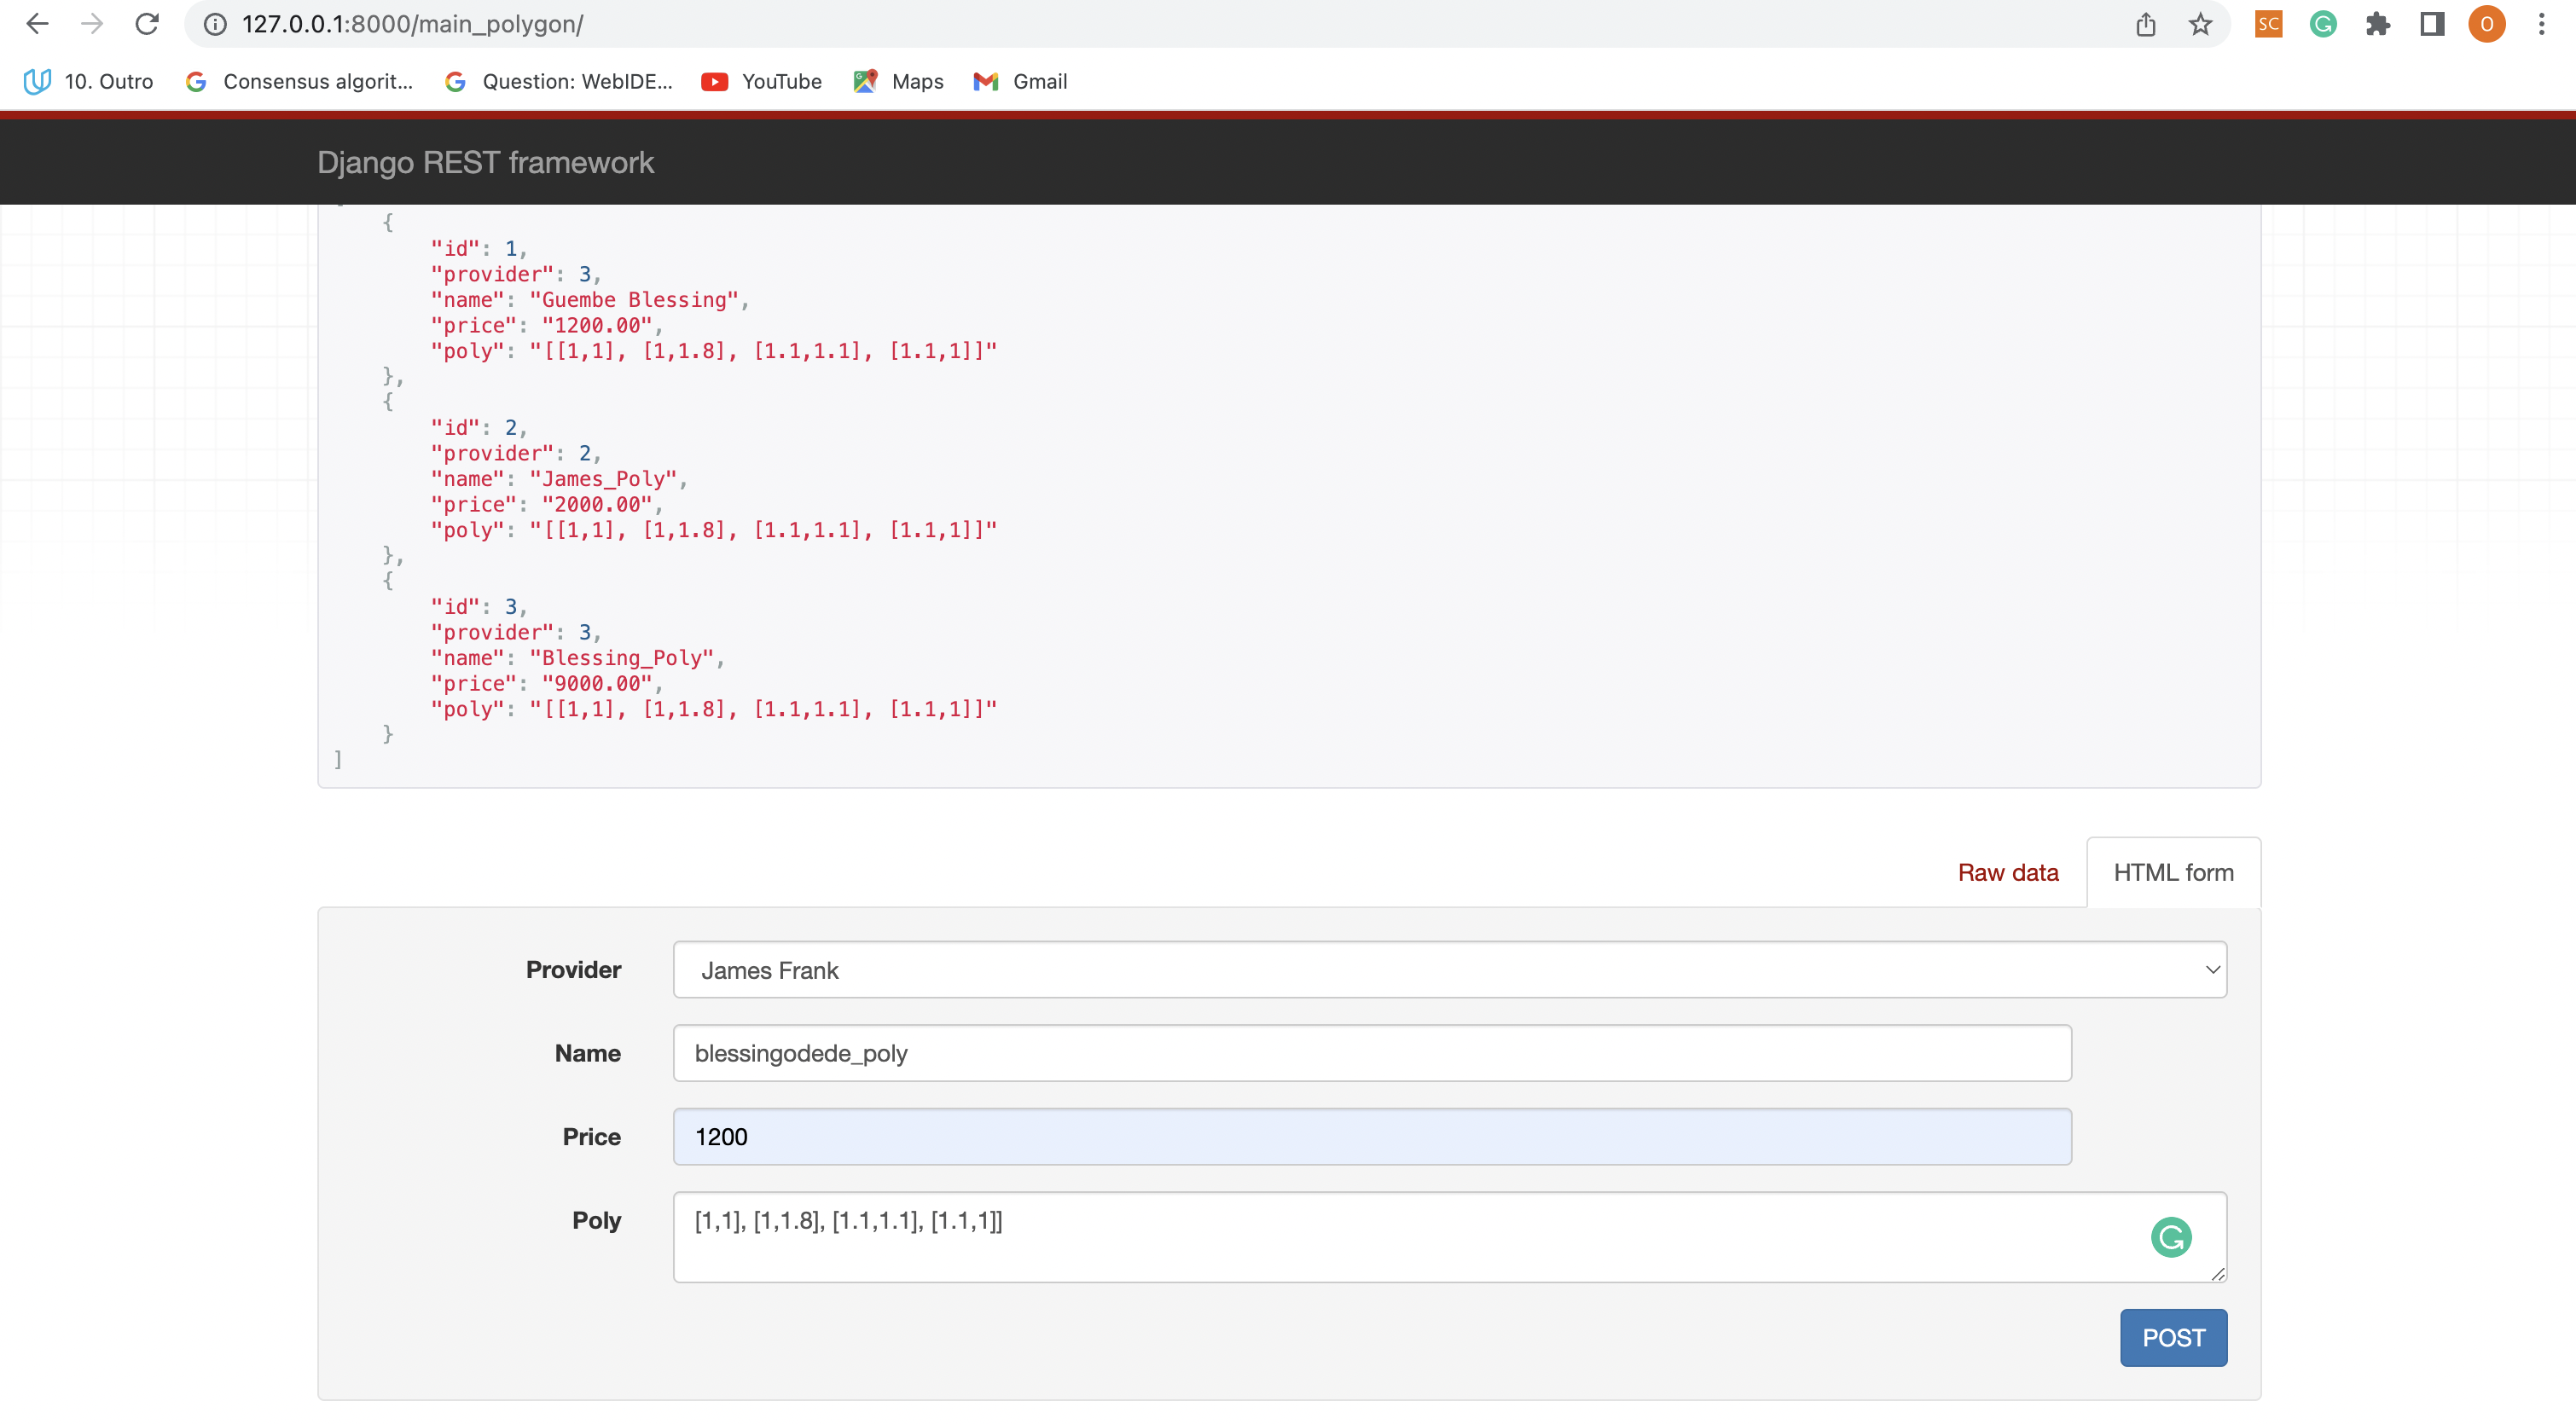 127.0.0.1:8000/main_polygon/
SC
O
10. Outro
Consensus algorit...
Question: WebIDE...
YouTube
Maps
Gmail
Django REST framework
{
"id": 1,
"provider": 3,
"name": "Guembe Blessing",
"price": "1200.00",
"poly": "[[1,1], [1,1.8], [1.1,1.1], [1.1,1]]"
},
{
"id": 2,
"provider": 2,
"name": "James_Poly",
"price": "2000.00",
"poly": "[[1,1], [1,1.8], [1.1,1.1], [1.1,1]]"
},
{
"id": 3,
"provider": 3,
"name": "Blessing_Poly",
"price": "9000.00",
"poly": "[[1,1], [1,1.8], [1.1,1.1], [1.1,1]]"
}
]
Raw data
HTML form
Provider James Frank
Name blessingodede_poly
Price 1200
Poly [1,1], [1,1.8], [1.1,1.1], [1.1,1]]
POST